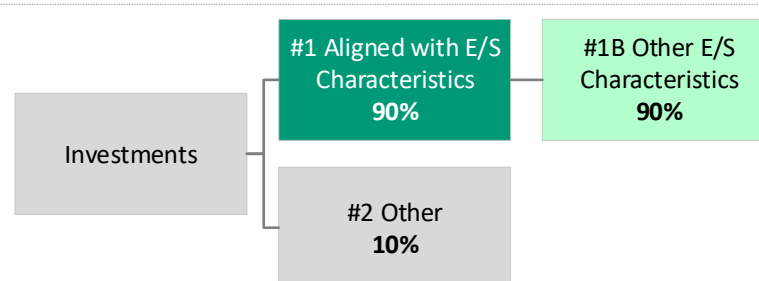 #1 Aligned with E/S
Characteristics
90%
#1B Other E/S
Characteristics
90%
Investments
#2 Other
10%